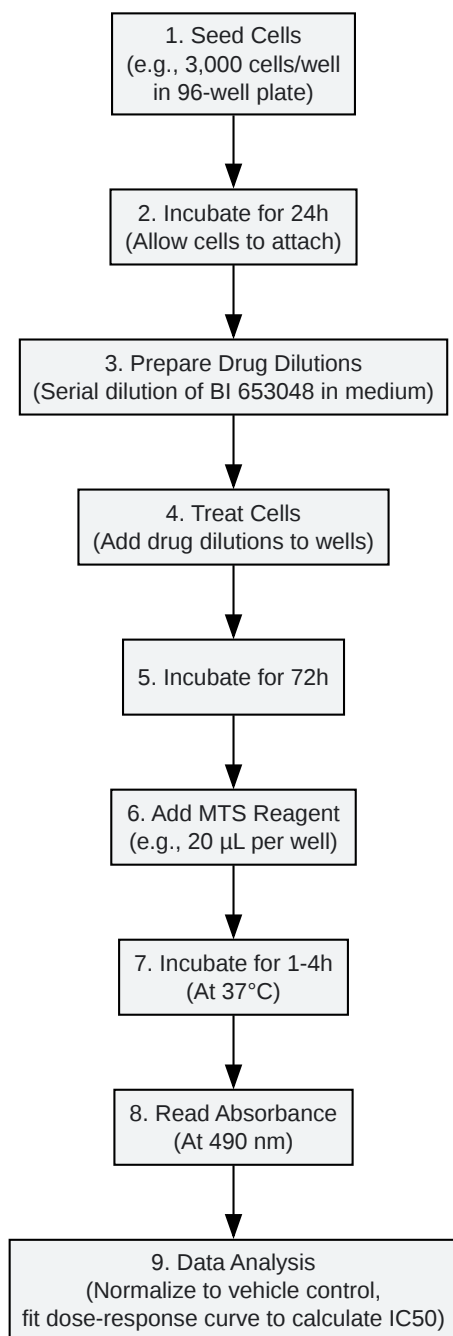 1. Seed Cells
(e.g., 3,000 cells/well
in 96-well plate)
2. Incubate for 24h
(Allow cells to attach)
3. Prepare Drug Dilutions
(Serial dilution of BI 653048 in medium)
4. Treat Cells
(Add drug dilutions to wells)
5. Incubate for 72h
6. Add MTS Reagent
(e.g., 20 µL per well)
7. Incubate for 1-4h
(At 37°C)
8. Read Absorbance
(At 490 nm)
9. Data Analysis
(Normalize to vehicle control,
fit dose-response curve to calculate IC50)